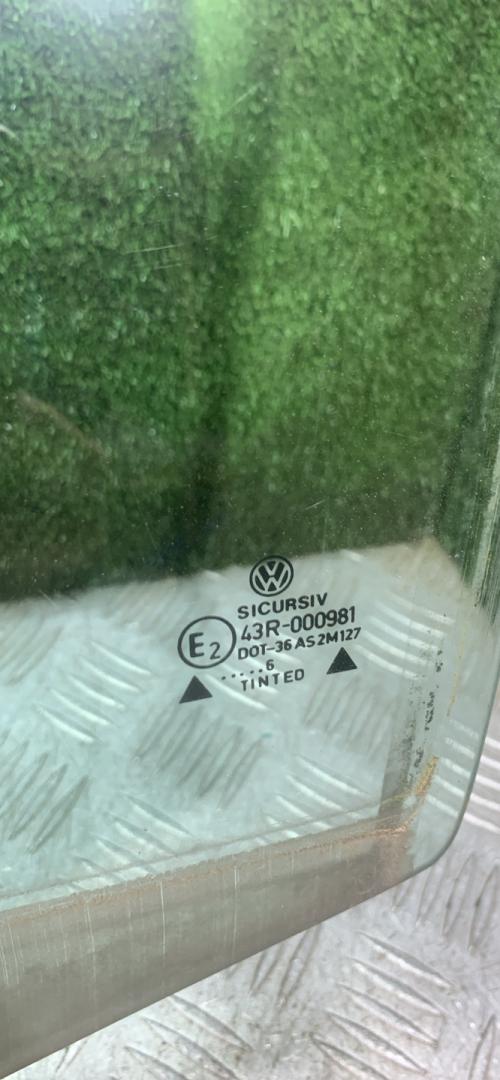 SICURSIV
E2
43R-000981
DOT-36 AS2M127
.....6
TINTED